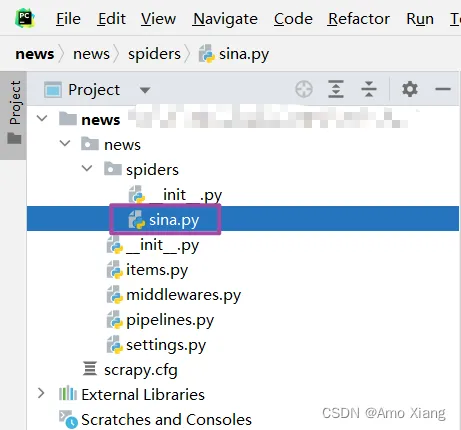 PC File Edit View Navigate Code Refactor Run
news news spiders sina.py
Project
Project
news
news
spiders
__init__.py
sina.py
__init__.py
items.py
middlewares.py
pipelines.py
settings.py
scrapy.cfg
External Libraries
Scratches and Consoles
CSDN @Amo Xiang